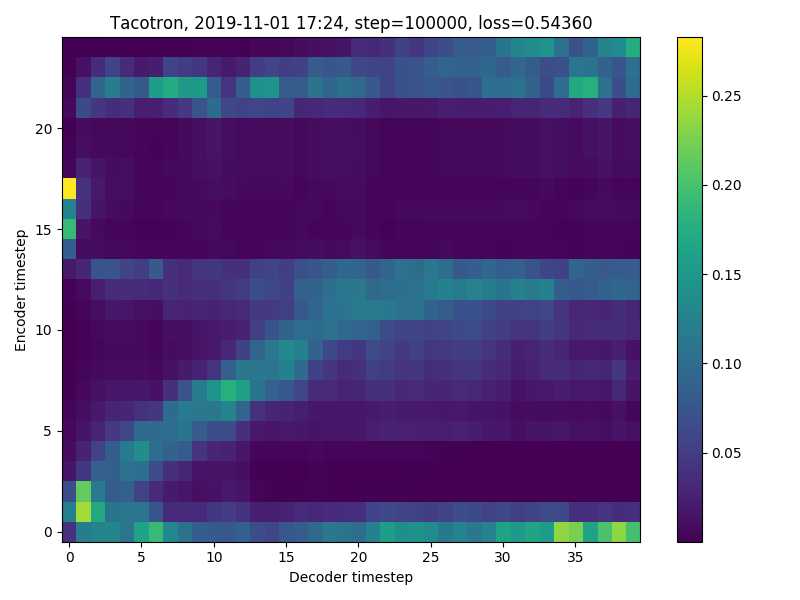 Tacotron, 2019-11-01 17:24, step=100000, loss=0.54360
Encoder timestep
20
15
10
5
0
0 5 10 15 20 25 30 35
Decoder timestep
0.25
0.20
0.15
0.10
0.05